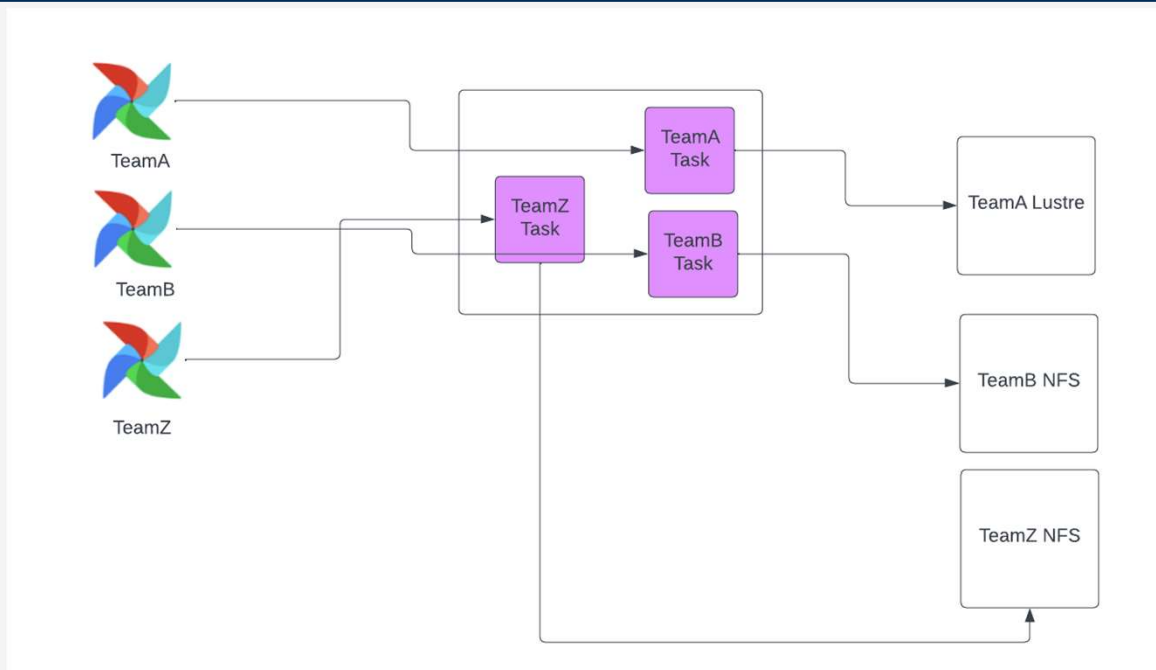 TeamA
TeamB
TeamZ
TeamA
Task
TeamZ
Task
TeamB
Task
TeamA Lustre
TeamB NFS
TeamZ NFS